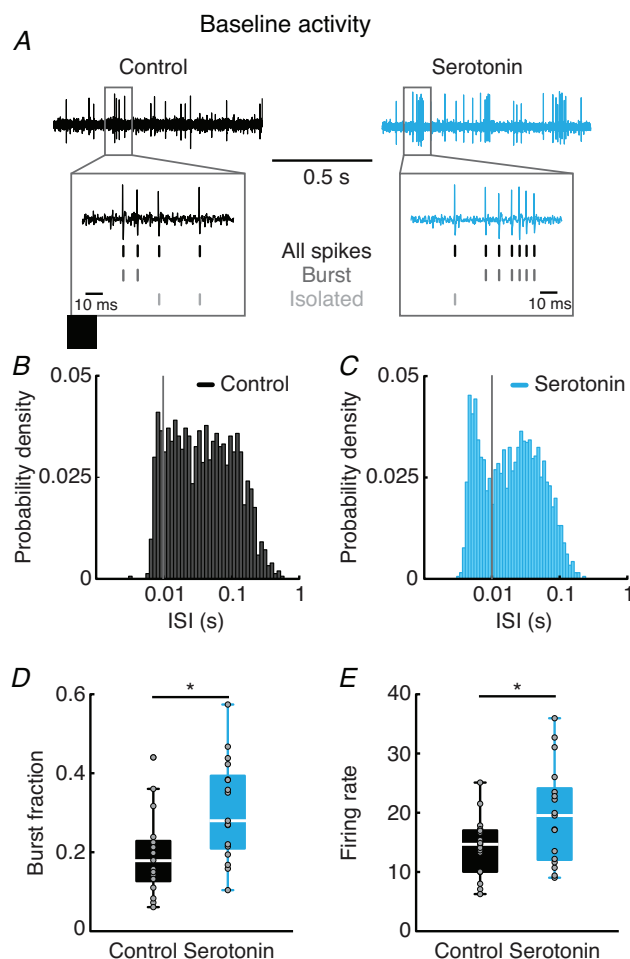 Baseline activity
A
Control
Serotonin
0.5 s
All spikes
Burst
Isolated
10 ms
10 ms
B
Control
Probability density
0.05
0.025
0
0.01
0.1
1
ISI (s)
C
Serotonin
Probability density
0.05
0.025
0
0.01
0.1
1
ISI (s)
D
*
Burst fraction
0.6
0.4
0.2
0
Control Serotonin
E
*
Firing rate
40
30
20
10
0
Control Serotonin